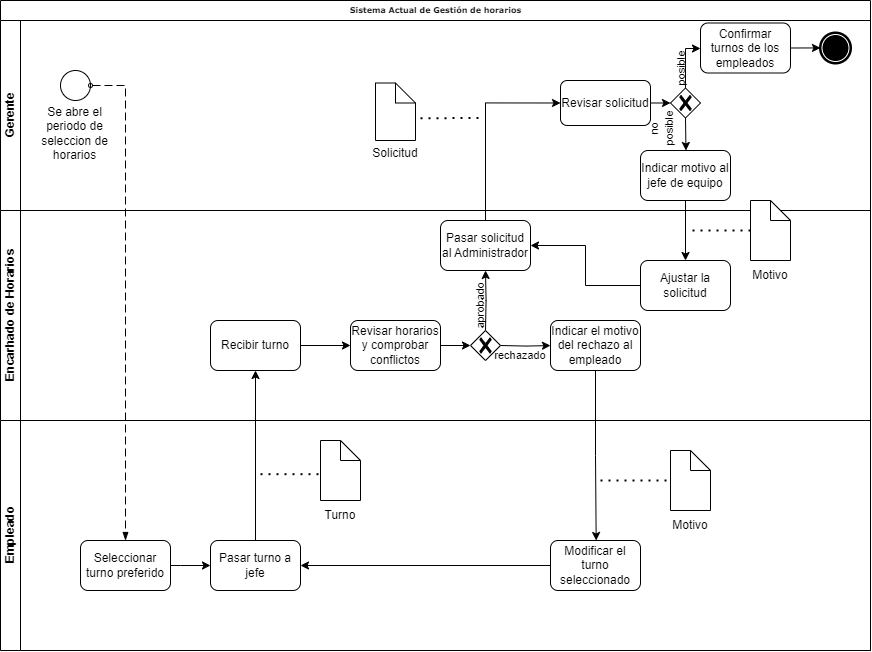 Sistema Actual de Gestión de horarios
Gerente
Se abre el
periodo de
seleccion de
horarios
Solicitud
Revisar solicitud
posible
no
posible
Confirmar
turnos de los
empleados
Indicar motivo al
jefe de equipo
Motivo
Encarhado de Horarios
Pasar solicitud
al Administrador
Ajustar la
solicitud
Recibir turno
Revisar horarios
y comprobar
conflictos
aprobado
rechazado
Indicar el motivo
del rechazo al
empleado
Empleado
Turno
Motivo
Seleccionar
turno preferido
Pasar turno a
jefe
Modificar el
turno
seleccionado